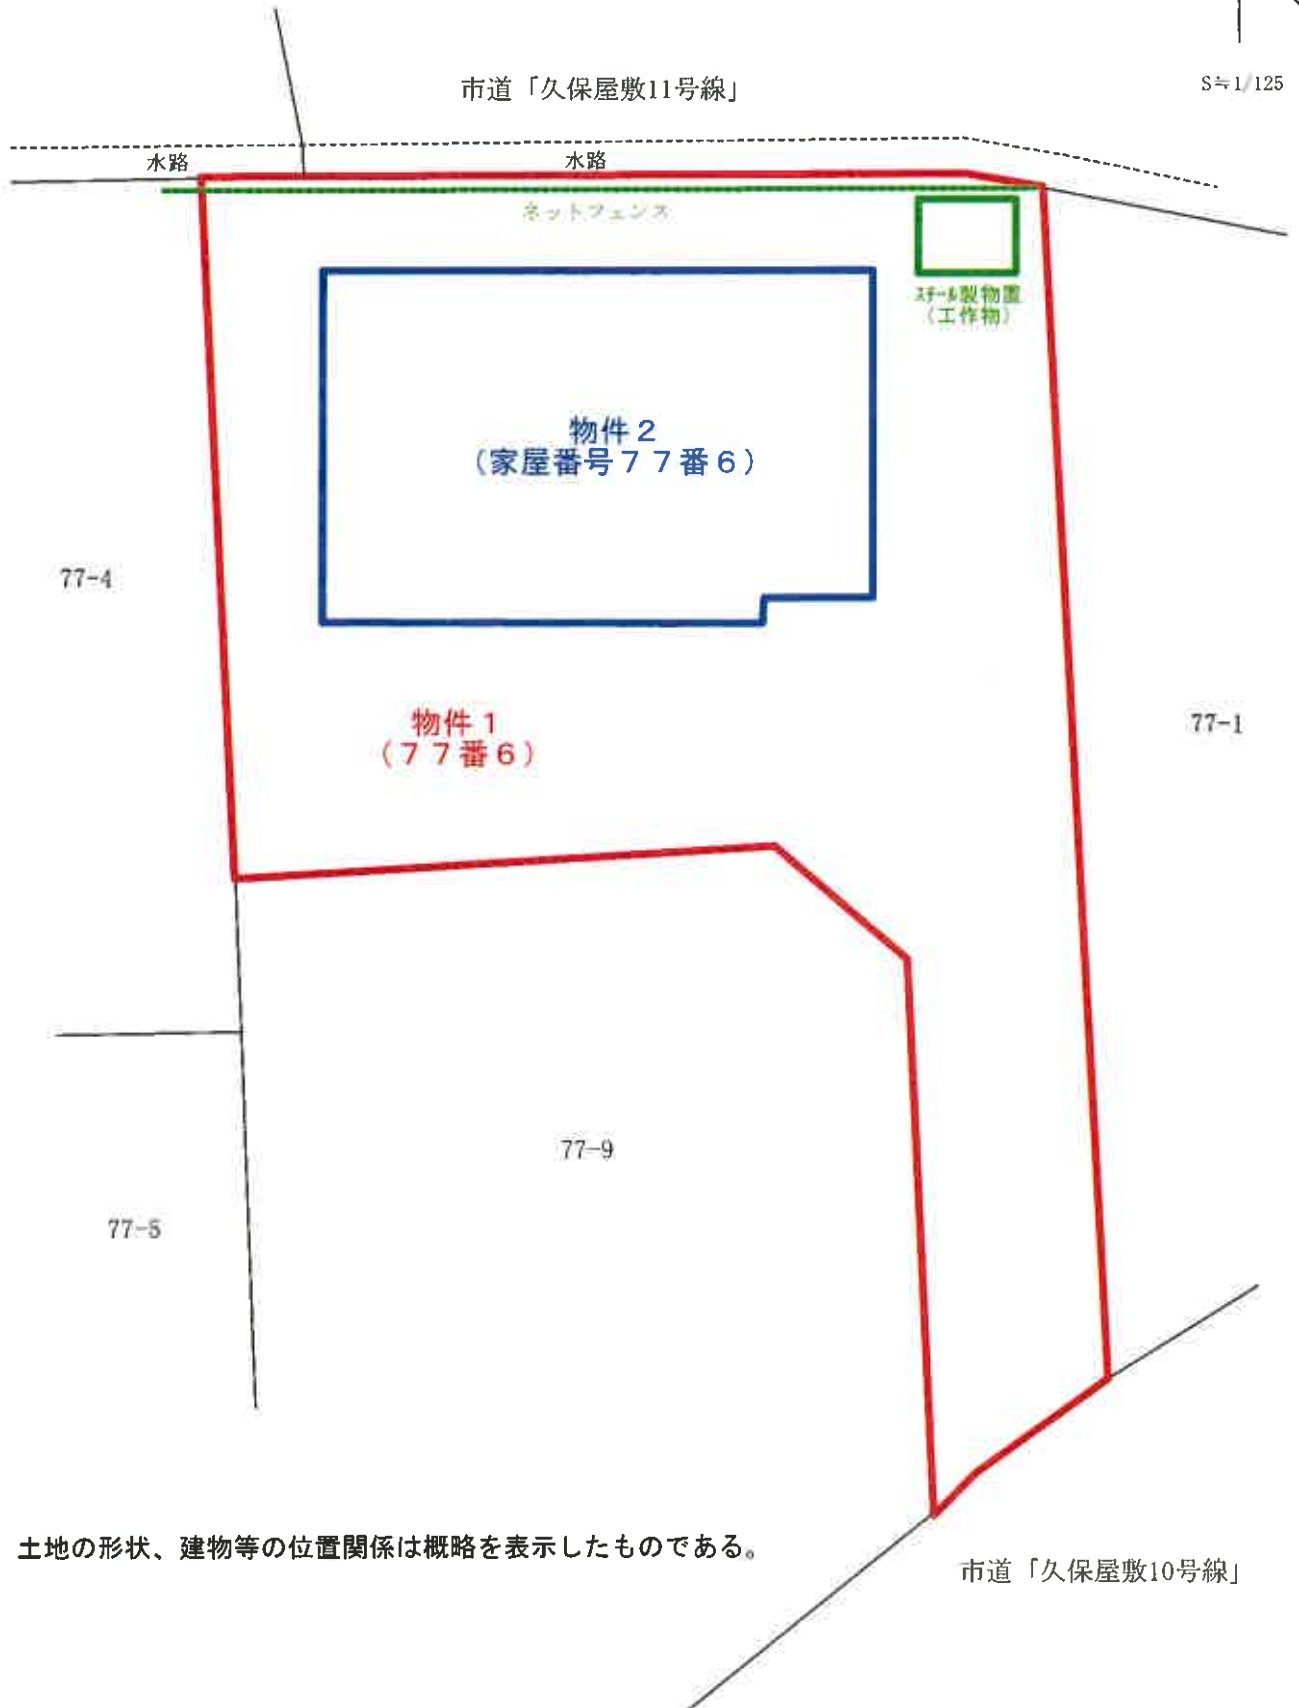 市道「久保屋敷11号線」
S≒1/125
水路
水路
ネットフェンス
スチール製物置
（工作物）
物件２
（家屋番号７７番６）
77-4
物件１
（７７番６）
77-1
77-9
77-5
土地の形状、建物等の位置関係は概略を表示したものである。
市道「久保屋敷10号線」